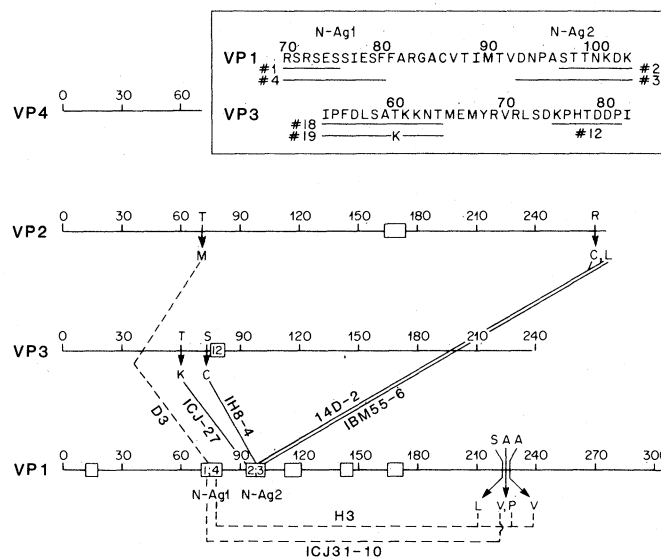 N-Ag1 N-Ag2
70 80 90 100
VP1 RSRSESSIESFFARGACVTIMTVDNPASTTNKDK
#1 #2
#4 #3
60 70 80
VP3 IPFDLSATKKNTMEMYRVRLSDKPHTDDPI
#18 #12
#19 K
0 30 60
VP4
0 30 60 T 90 120 150 180 210 240 R
VP2
M C,L
0 30 60 90 120 150 180 210 240
T S
VP3 12
K C
D3 ICJ-27 IH8-4 14D-2 IBM55-6
S A A
0 30 60 90 120 150 180 210 240 270 300
VP1 1,4 2,3
N-Ag1 N-Ag2 L V P V
H3
ICJ31-10